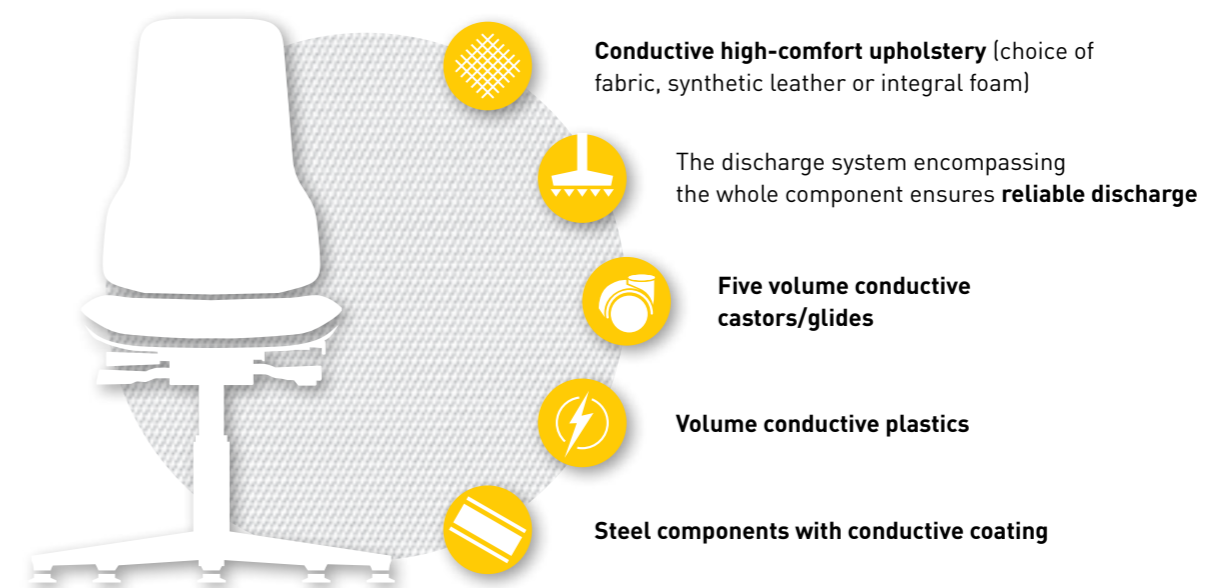 Conductive high-comfort upholstery (choice of
fabric, synthetic leather or integral foam)
The discharge system encompassing
the whole component ensures reliable discharge
Five volume conductive
castors/glides
Volume conductive plastics
Steel components with conductive coating